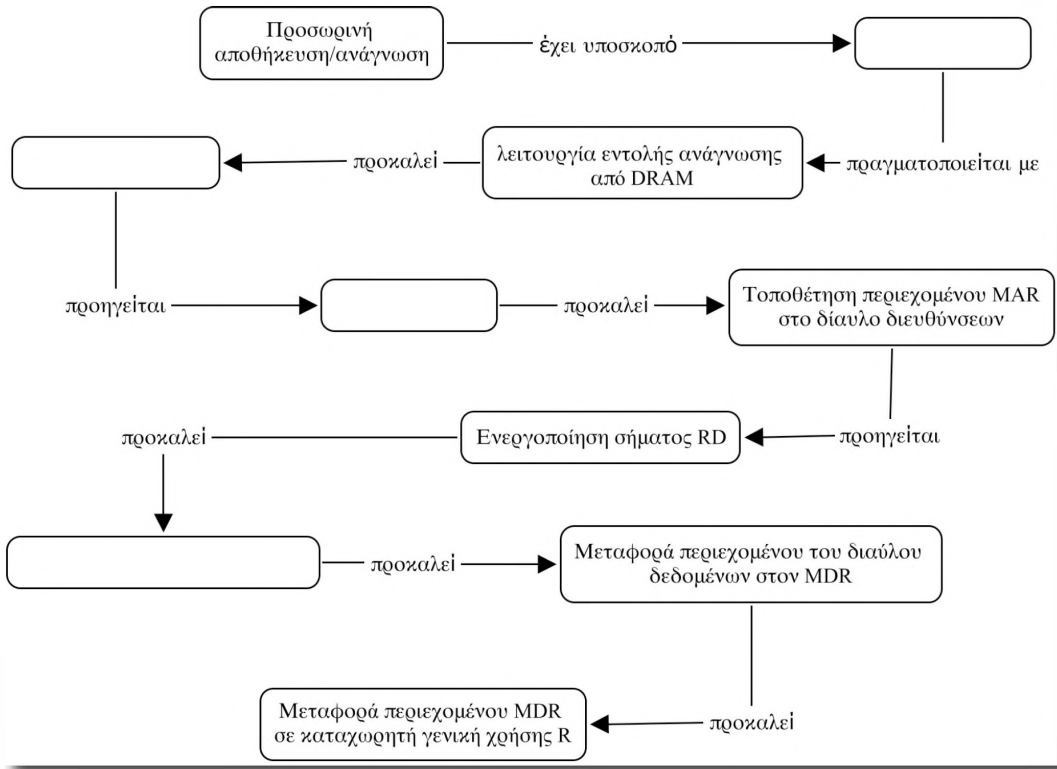 Προσωρινή
αποθήκευση/ανάγνωση
έχει υποσκοπό
προκαλεί
λειτουργία εντολής ανάγνωσης
από DRAM
πραγματοποιείται με
προηγείται
προκαλεί
Τοποθέτηση περιεχομένου MAR
στο δίαυλο διευθύνσεων
προκαλεί
Ενεργοποίηση σήματος RD
προηγείται
προκαλεί
Μεταφορά περιεχομένου του διαύλου
δεδομένων στον MDR
Μεταφορά περιεχομένου MDR
σε καταχωρητή γενική χρήσης R
προκαλεί